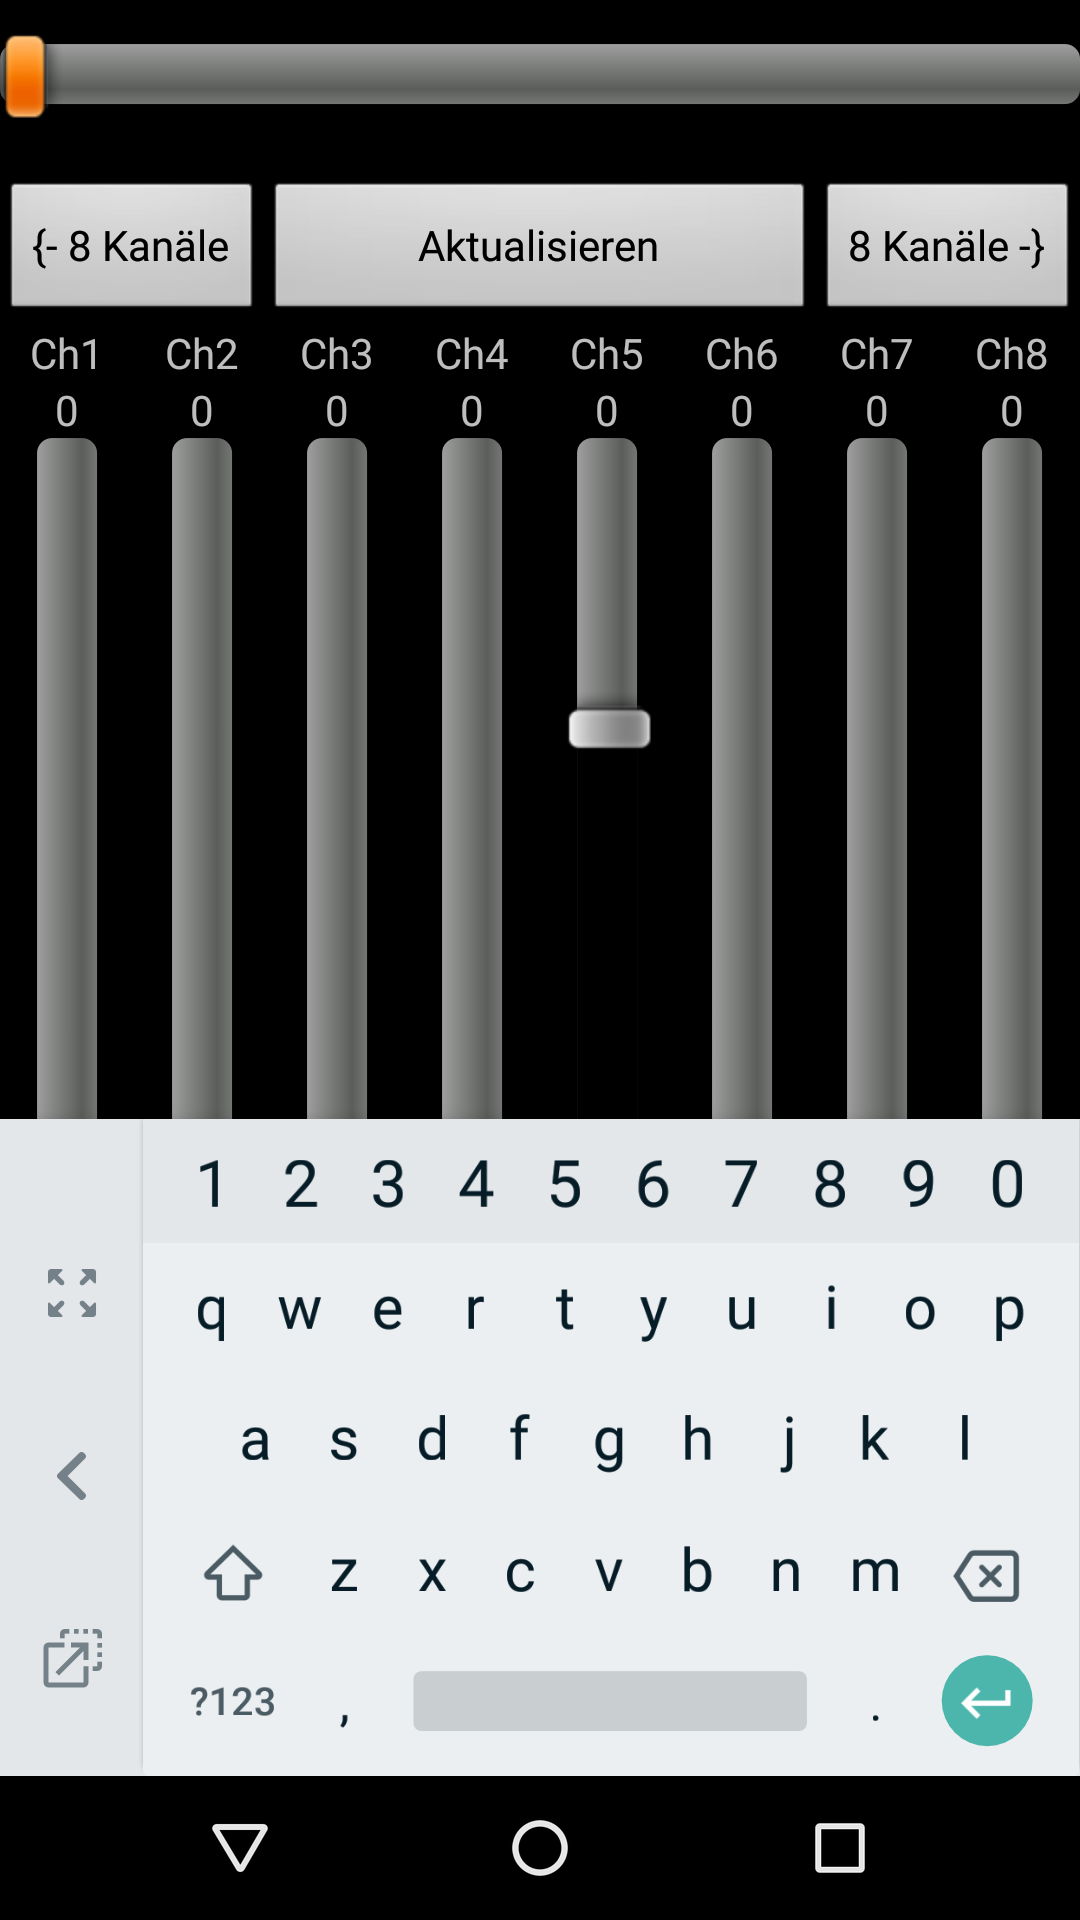 {- 8 Kanäle Aktualisieren 8 Kanäle -}
Ch1 Ch2 Ch3 Ch4 Ch5 Ch6 Ch7 Ch8
0 0 0 0 0 0 0 0
1 2 3 4 5 6 7 8 9 0
q w e r t y u i o p
a s d f g h j k l
z x c v b n m
?123 , .